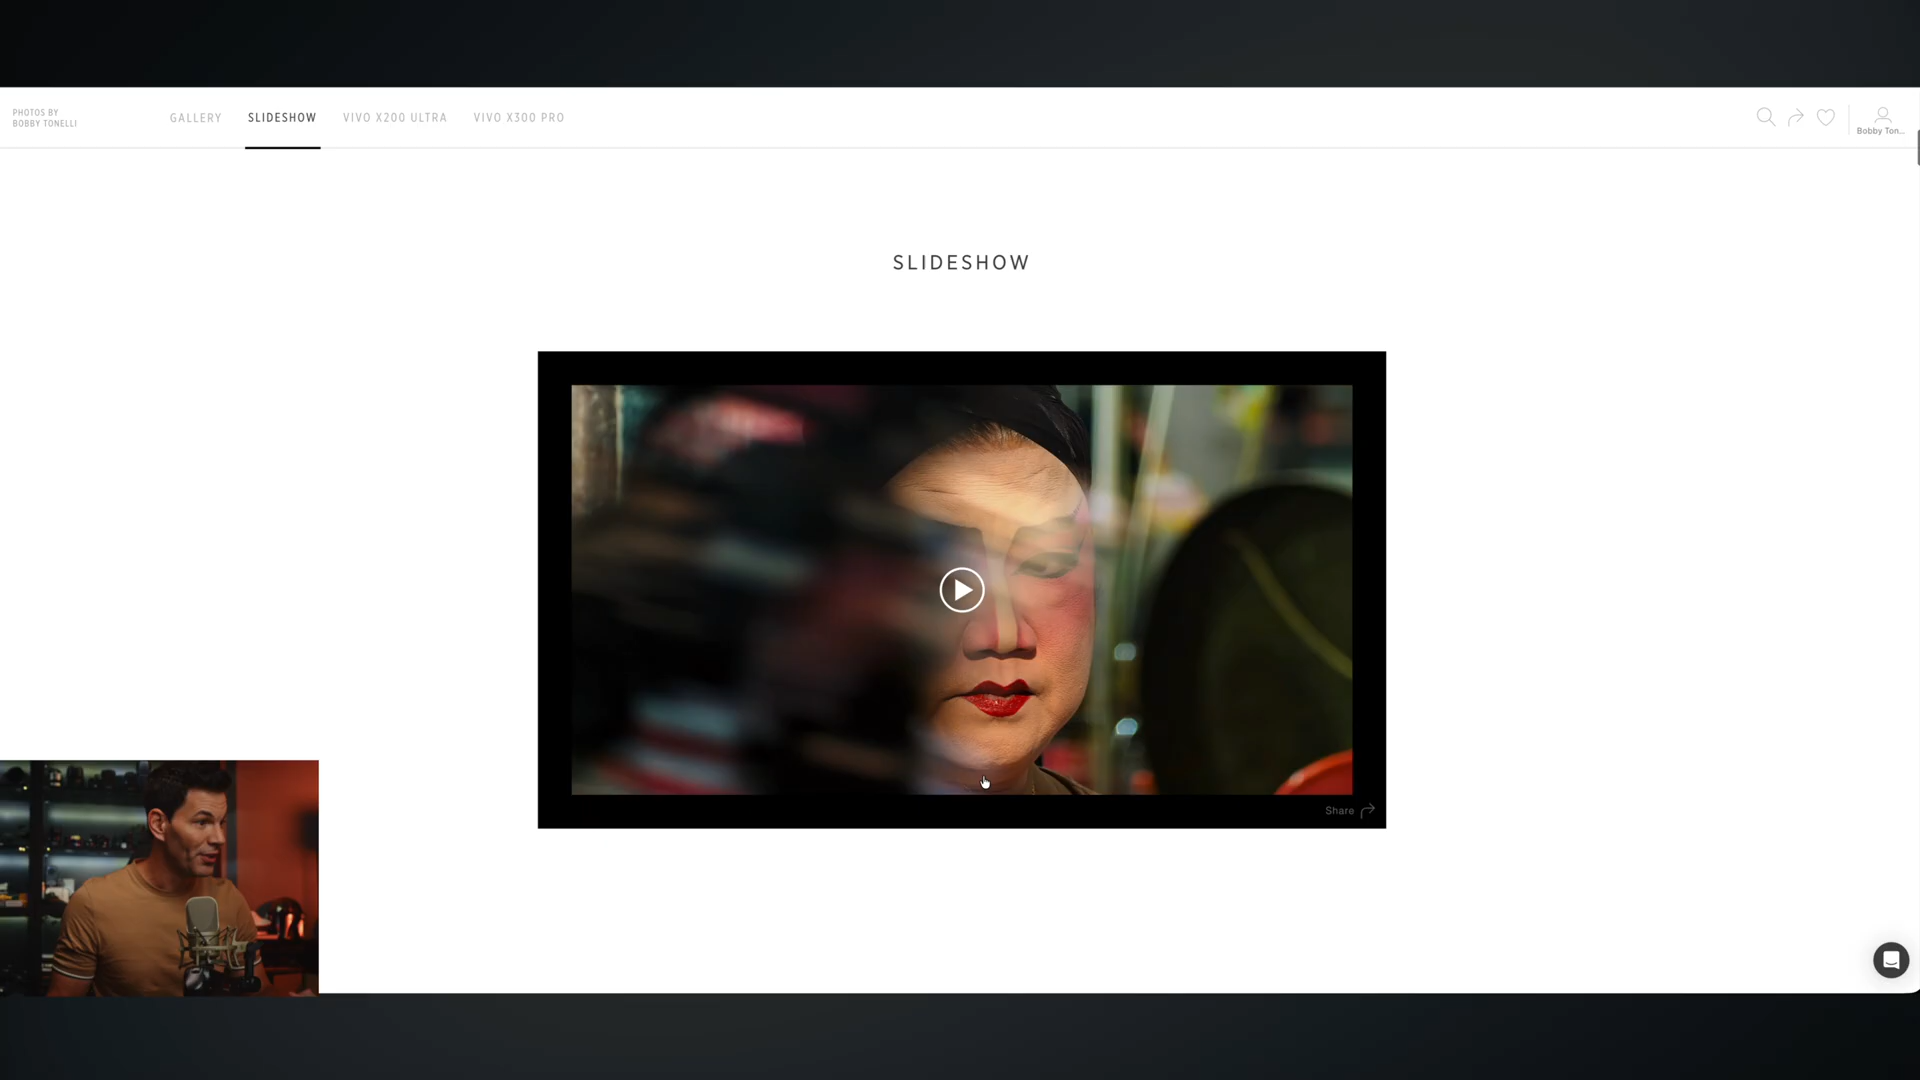 PHOTOS BY
BOBBY TONELLI
GALLERY
SLIDESHOW
VIVO X200 ULTRA
VIVO X300 PRO
Bobby Ton...
SLIDESHOW
Share